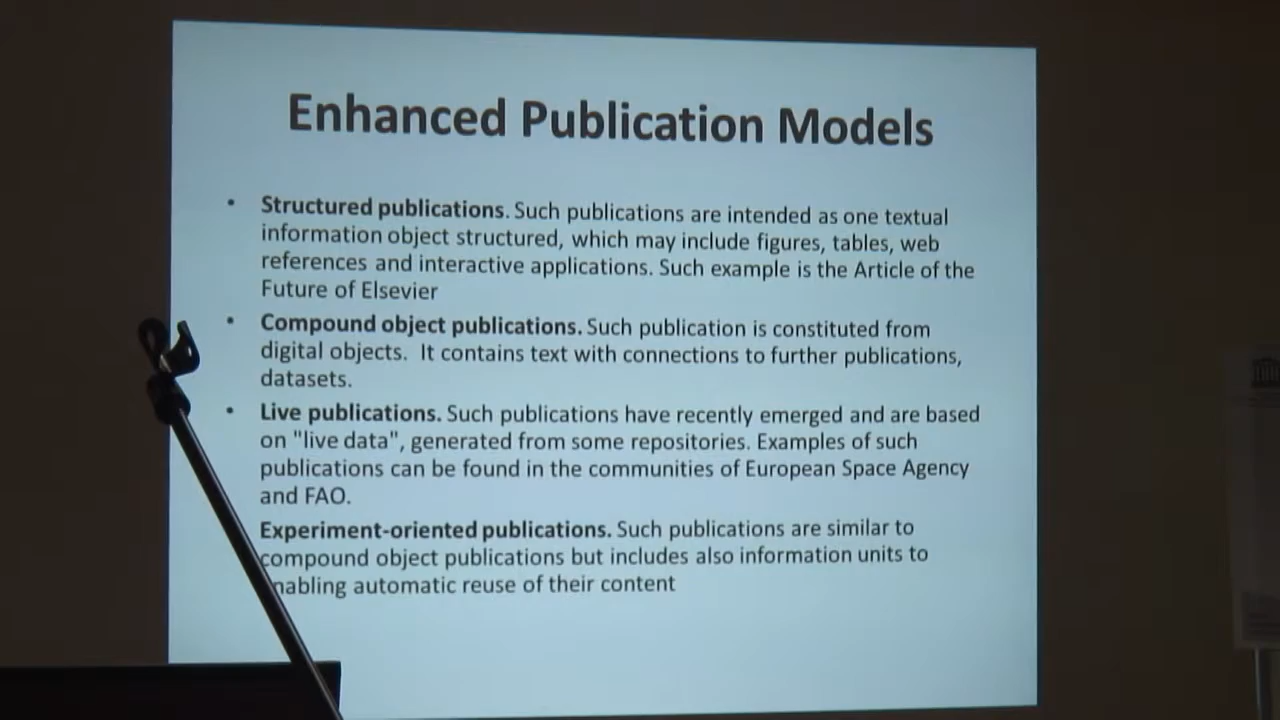 Enhanced Publication Models
• Structured publications. Such publications are intended as one textual
information object structured, which may include figures, tables, web
references and interactive applications. Such example is the Article of the
Future of Elsevier
• Compound object publications. Such publication is constituted from
digital objects. It contains text with connections to further publications,
datasets.
• Live publications. Such publications have recently emerged and are based
on "live data", generated from some repositories. Examples of such
publications can be found in the communities of European Space Agency
and FAO.
Experiment-oriented publications. Such publications are similar to
compound object publications but includes also information units to
nabling automatic reuse of their content